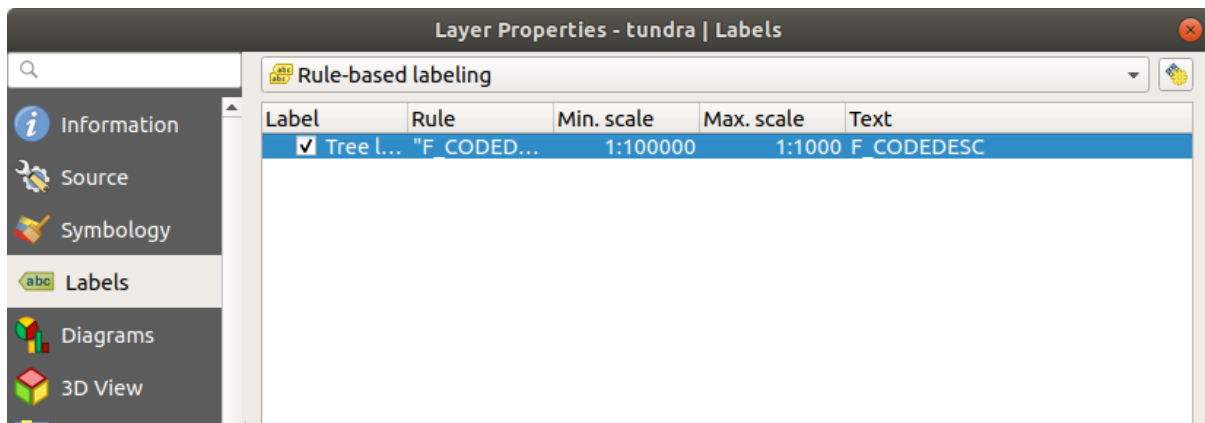 Layer Properties - tundra | Labels
Rule-based labeling
Information
Source
Symbology
abc Labels
Diagrams
3D View
Label Rule Min. scale Max. scale Text
Tree l... "F_CODED... 1:100000 1:1000 F_CODEDESC